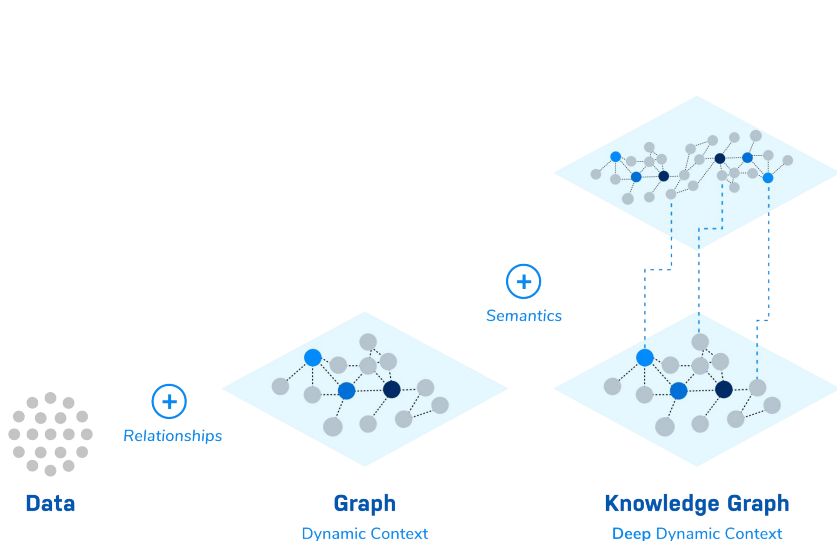 Semantics
Relationships
Data
Graph
Knowledge Graph
Dynamic Context
Deep Dynamic Context